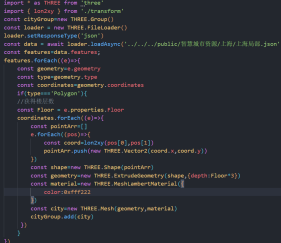 import * as THREE from 'three'
import { lon2xy } from './transform'
const cityGroup=new THREE.Group()
const loader = new THREE.FileLoader()
loader.setResponseType('json')
const data = await loader.loadAsync('../../../public/智慧城市资源/上海/上海局部.json'
const features=data.features;
features.forEach((e)=>{
const geometry=e.geometry
const type=geometry.type
const coordinates=geometry.coordinates
if(type==='Polygon'){
//获得楼层数
const Floor = e.properties.Floor
coordinates.forEach((e)=>{
const pointArr=[]
e.forEach((pos)=>{
const coord=lon2xy(pos[0],pos[1])
pointArr.push(new THREE.Vector2(coord.x,coord.y))
})
const shape=new THREE.Shape(pointArr)
const geometry=new THREE.ExtrudeGeometry(shape,{depth:Floor*3})
const material=new THREE.MeshLambertMaterial({
color:0xfff222
})
const city=new THREE.Mesh(geometry,material)
cityGroup.add(city)
})
}
})